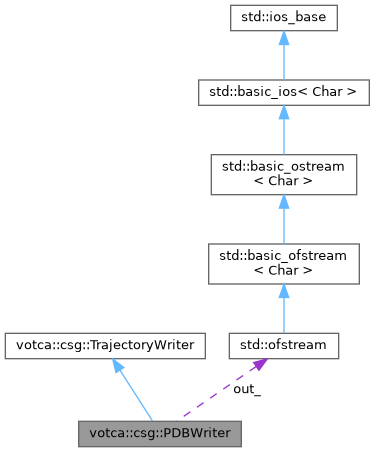 std::ios_base
std::basic_ios< Char >
std::basic_ostream
< Char >
std::basic_ofstream
< Char >
votca::csg::TrajectoryWriter
std::ofstream
out_
votca::csg::PDBWriter